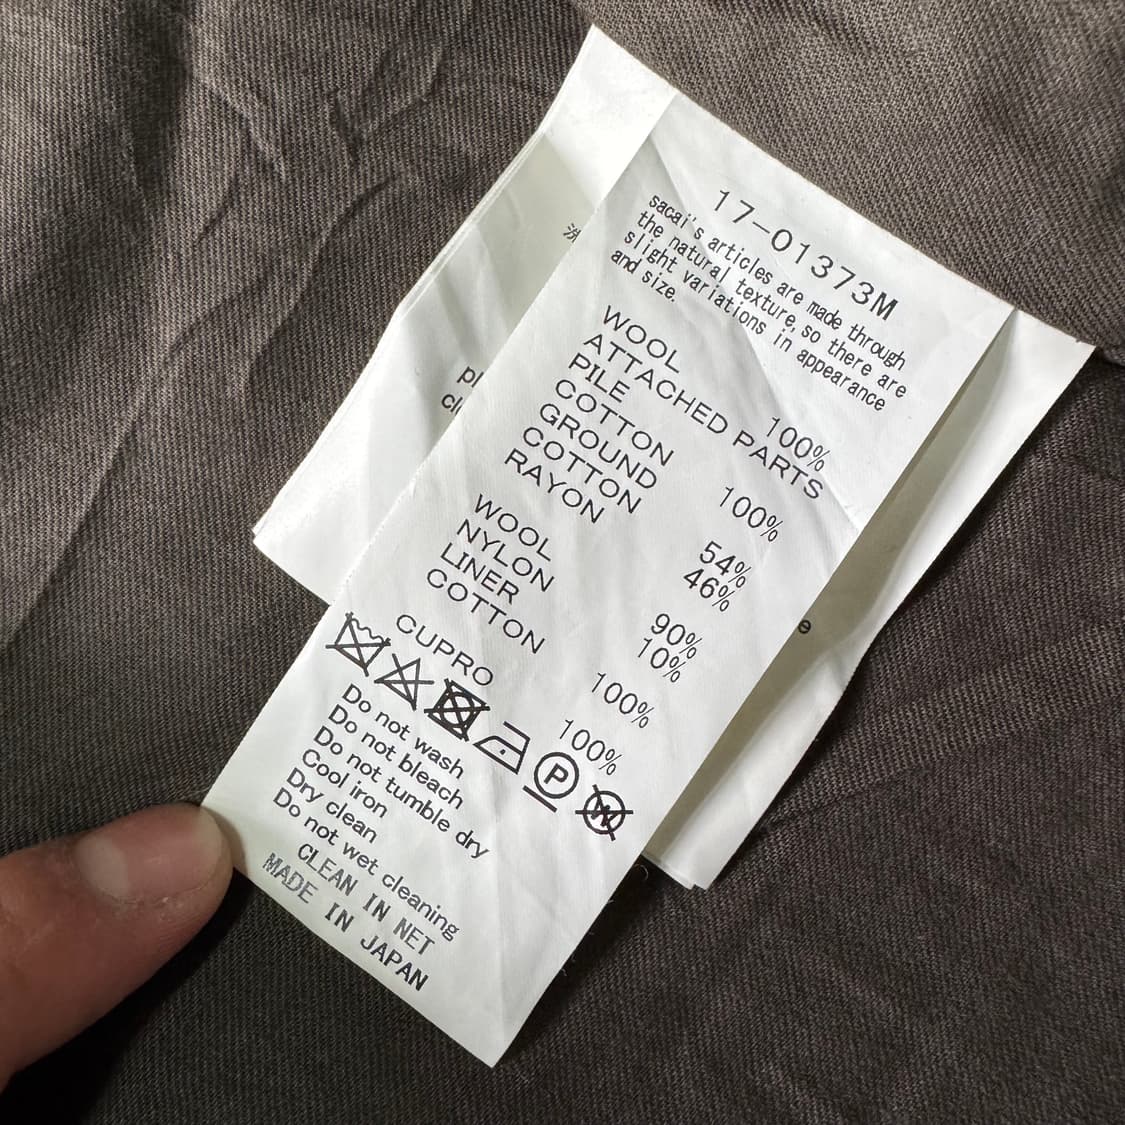 17-01373M
sacai's articles are made through
the natural texture, so there are
slight variations in appearance
and size.
WOOL 100%
ATTACHED PARTS
PILE
COTTON 100%
GROUND
COTTON 54%
RAYON 46%
WOOL 90%
NYLON 10%
LINER
COTTON 100%
CUPRO 100%
P
W
Do not wash
Do not bleach
Do not tumble dry
Cool iron
Dry clean
Do not wet cleaning
CLEAN IN NET
MADE IN JAPAN